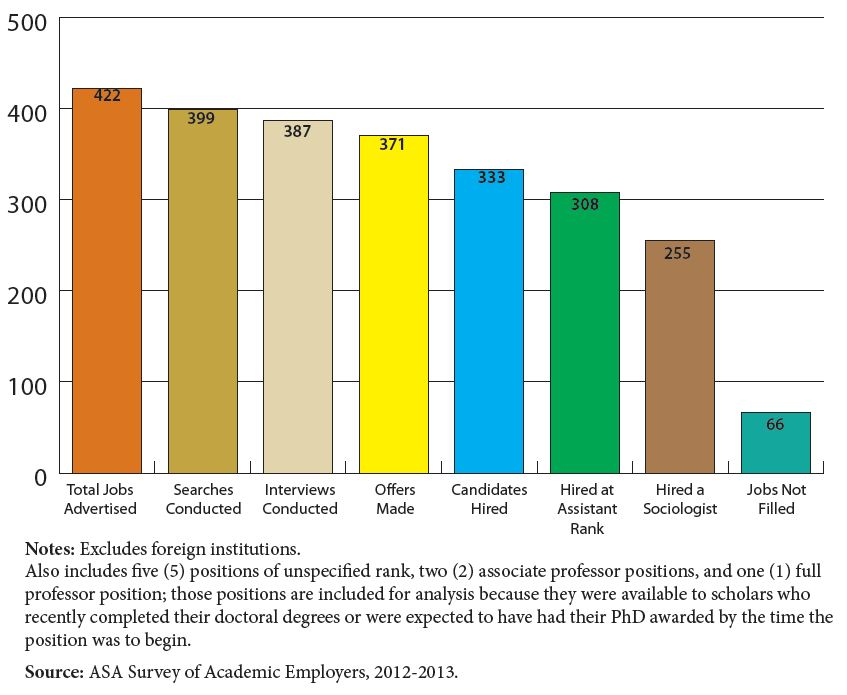 500
400
300
200
100
0
422
399
387
371
333
308
255
66
Total Jobs
Advertised
Searches
Conducted
Interviews
Conducted
Offers
Made
Candidates
Hired
Hired at
Assistant
Rank
Hired a
Sociologist
Jobs Not
Filled
Notes: Excludes foreign institutions.
Also includes five (5) positions of unspecified rank, two (2) associate professor positions, and one (1) full
professor position; those positions are included for analysis because they were available to scholars who
recently completed their doctoral degrees or were expected to have had their PhD awarded by the time the
position was to begin.
Source: ASA Survey of Academic Employers, 2012-2013.